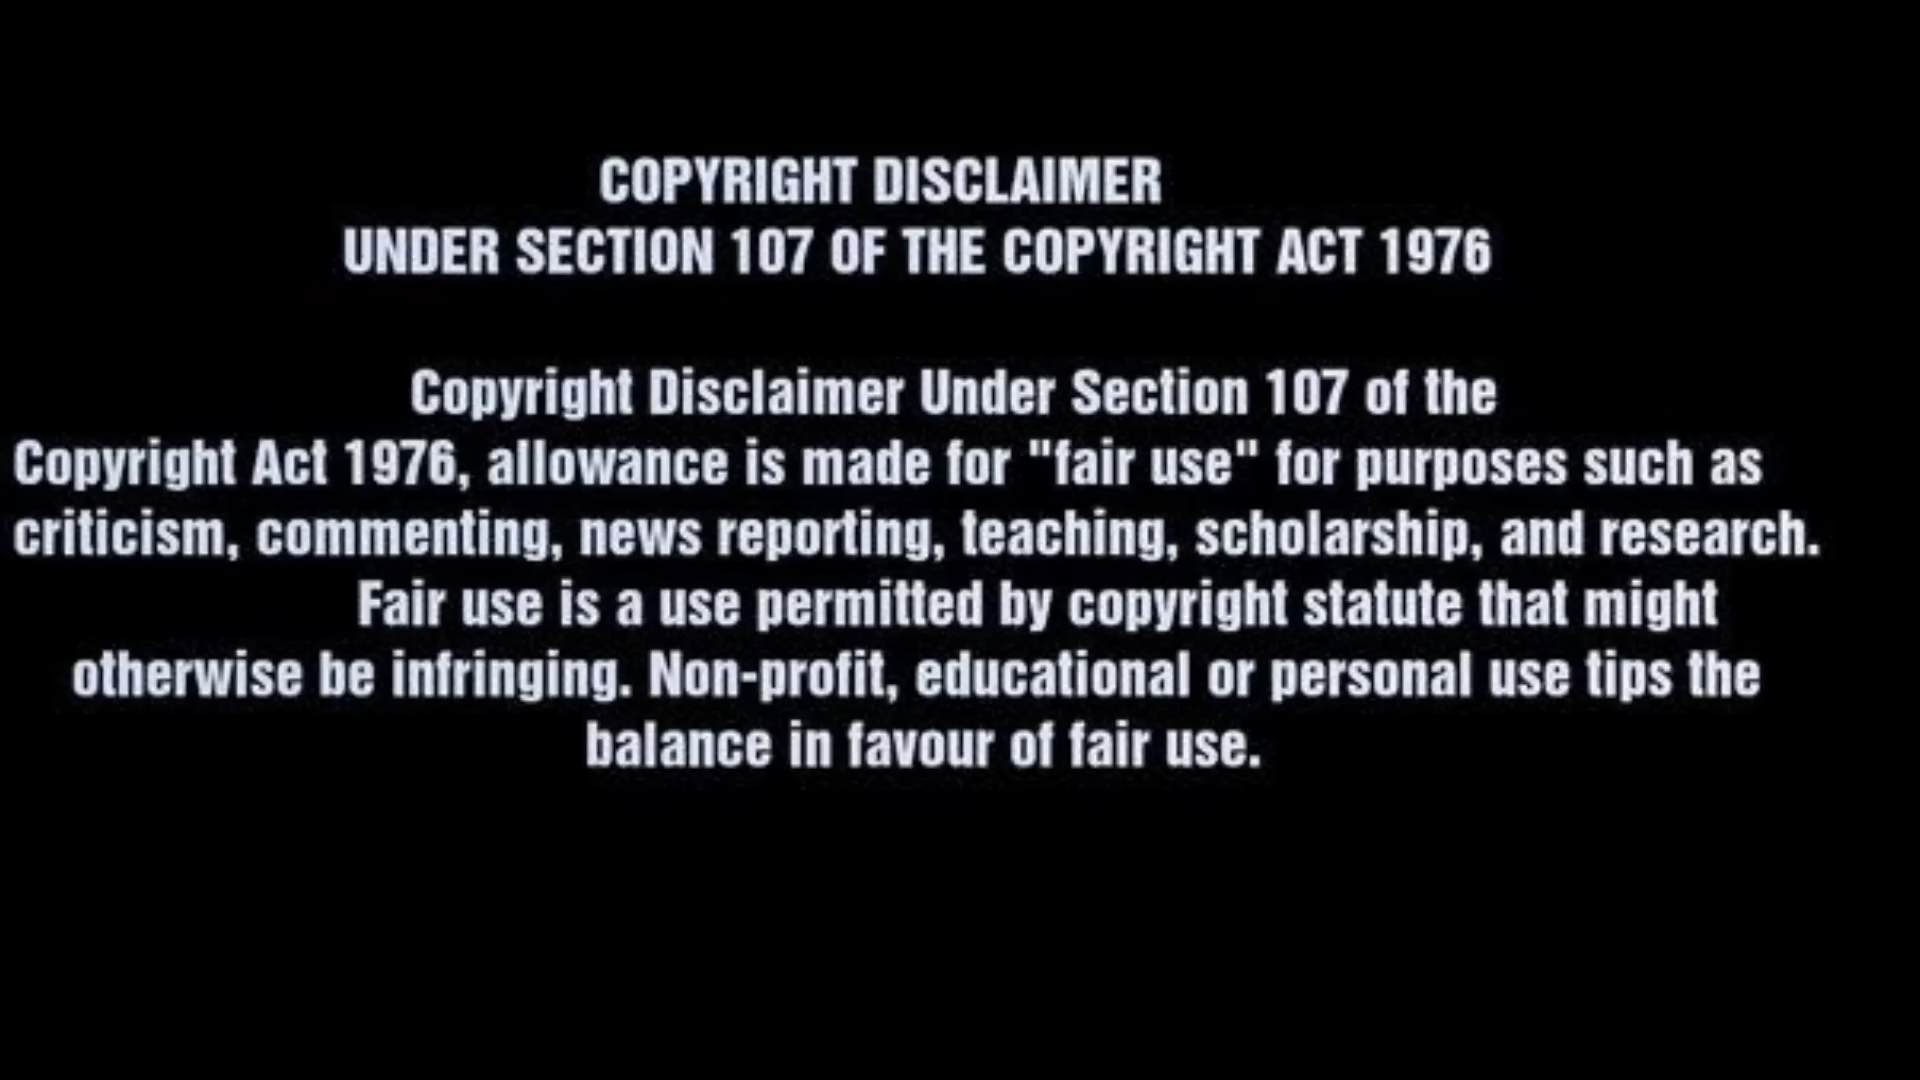 COPYRIGHT DISCLAIMER
UNDER SECTION 107 OF THE COPYRIGHT ACT 1976
Copyright Disclaimer Under Section 107 of the
Copyright Act 1976, allowance is made for "fair use" for purposes such as
criticism, commenting, news reporting, teaching, scholarship, and research.
Fair use is a use permitted by copyright statute that might
otherwise be infringing. Non-profit, educational or personal use tips the
balance in favour of fair use.